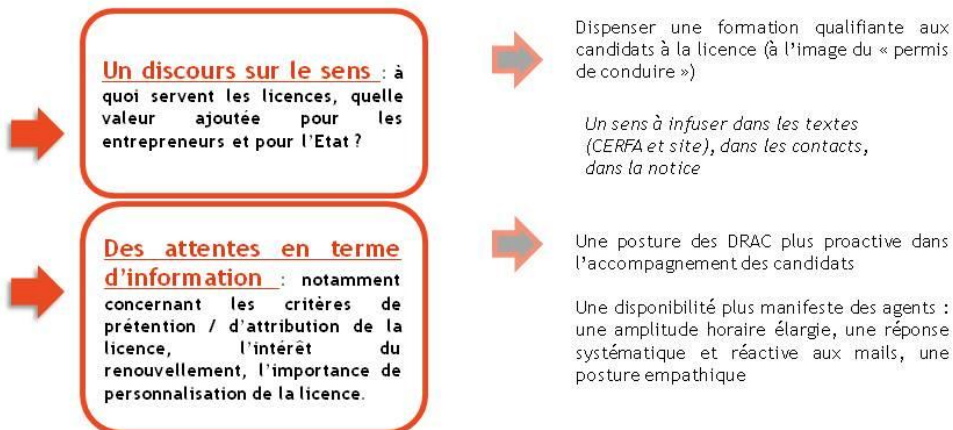 Un discours sur le sens : à
quoi servent les licences, quelle
valeur ajoutée pour les
entrepreneurs et pour l'Etat ?
Dispenser une formation qualifiante aux
candidats à la licence (à l'image du « permis
de conduire »)
Un sens à infuser dans les textes
(CERFA et site), dans les contacts,
dans la notice
Des attentes en terme
d'information : notamment
concernant les critères de
prétention / d'attribution de la
licence, l'intérêt du
renouvellement, l'importance de
personnalisation de la licence.
Une posture des DRAC plus proactive dans
l'accompagnement des candidats
Une disponibilité plus manifeste des agents :
une amplitude horaire élargie, une réponse
systématique et réactive aux mails, une
posture empathique